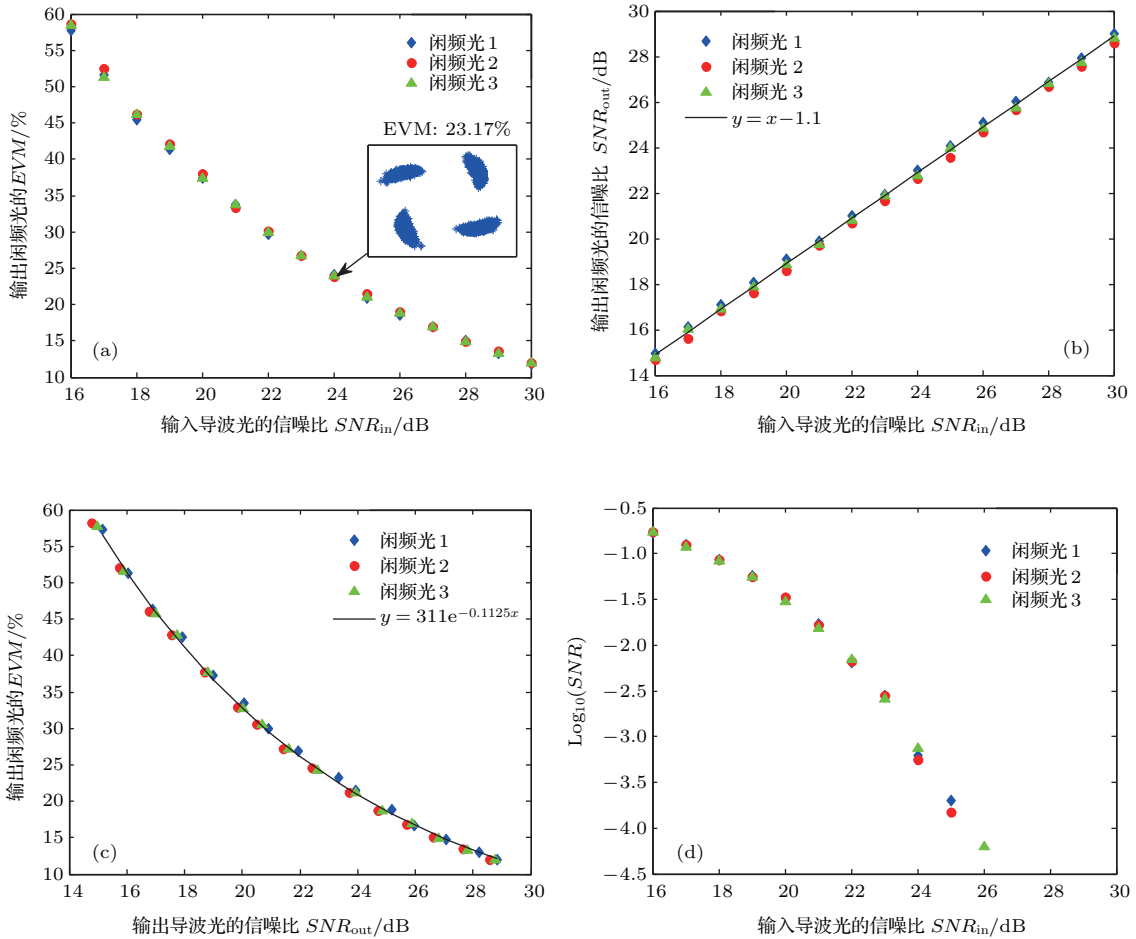 60
55
50
45
40
35
30
25
20
15
10
16 18 20 22 24 26 28 30
输出闲频光的EVM/%
输入导波光的信噪比 SNRin/dB
闲频光1
闲频光2
闲频光3
EVM: 23.17%
(a)
30
28
26
24
22
20
18
16
14
16 18 20 22 24 26 28 30
输出闲频光的信噪比 SNRout/dB
输入导波光的信噪比 SNRin/dB
闲频光1
闲频光2
闲频光3
y = x−1.1
(b)
60
55
50
45
40
35
30
25
20
15
10
14 16 18 20 22 24 26 28 30
输出闲频光的EVM/%
输出导波光的信噪比 SNRout/dB
闲频光1
闲频光2
闲频光3
y = 311e−0.1125x
(c)
−0.5
−1.0
−1.5
−2.0
−2.5
−3.0
−3.5
−4.0
−4.5
16 18 20 22 24 26 28 30
Log10(SNR)
输入导波光的信噪比 SNRin/dB
闲频光1
闲频光2
闲频光3
(d)